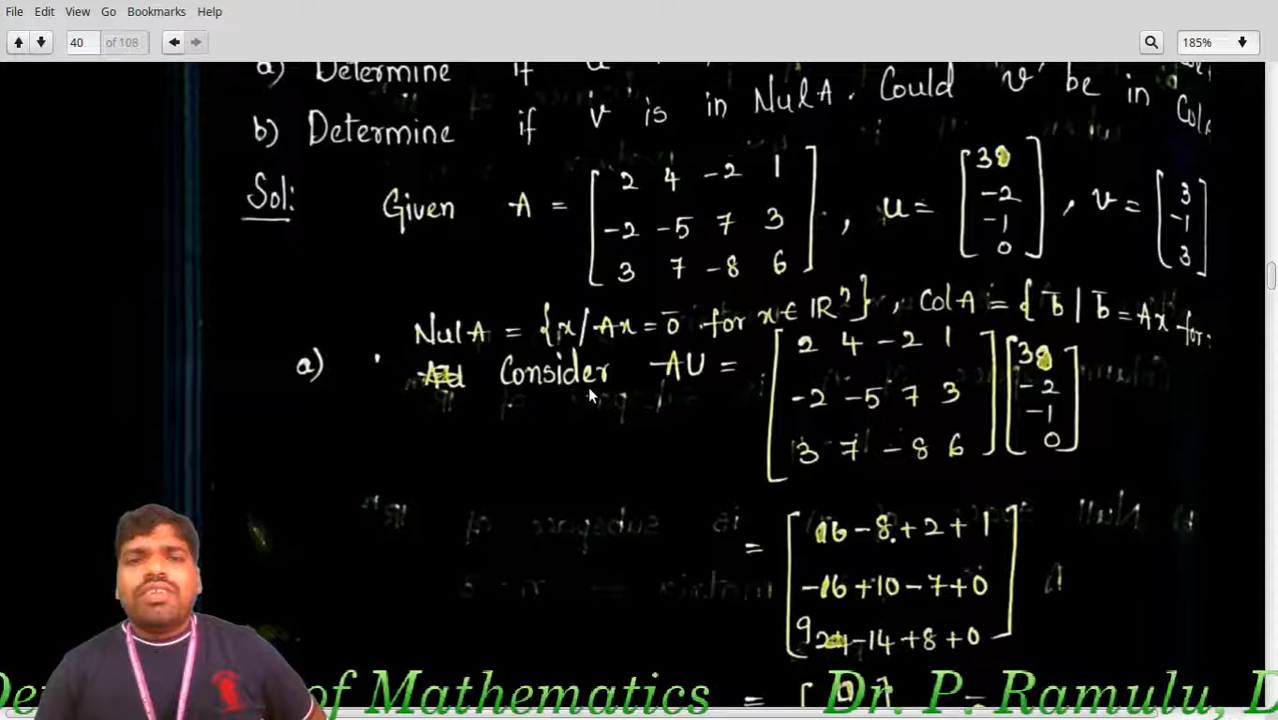 File Edit View Go Bookmarks Help
40 of 108 185%
a) Determine if u
b) Determine if v is in NulA. Could 'v' be in Col
Sol: Given A = [2 4 -2 1 -2 -5 7 3 3 7 -8 6], u = [3 -2 -1 0], v = [3 -1 3]
NulA = {x/Ax = 0̅ for x ∈ IR }, ColA = { b̅ | b̅ = Ax for
a) Consider AU = [2 4 -2 1 -2 -5 7 3 3 7 -8 6] [3 -2 -1 0]
= [6 -8 + 2 + 1 -6 +10 -7 +0 9 -14 +8 +0]
= [
of Mathematics Dr. P. Ramulu, D